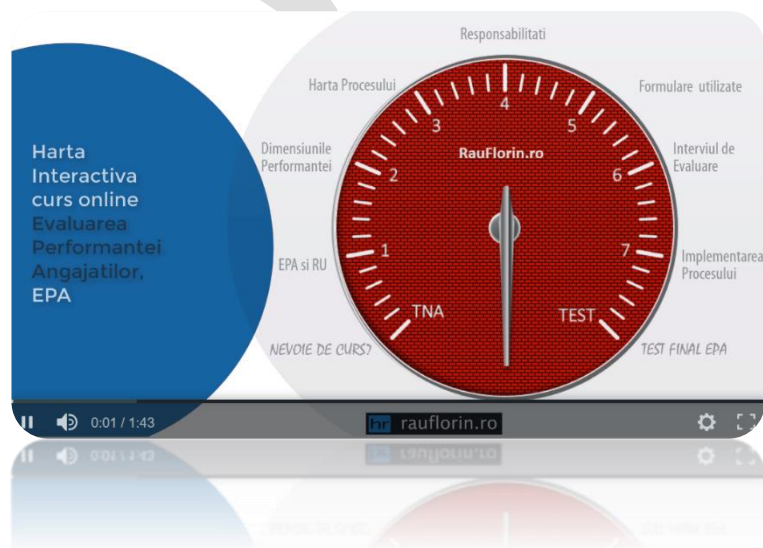 Harta
Interactiva
curs online
Evaluarea
Performantei
Angajatilor,
EPA
NEVOIE DE CURS?
TNA
EPA si RU
1
Dimensiunile
Performantei
2
Harta Procesului
3
Responsabilitati
4
Formulare utilizate
5
Interviul de
Evaluare
6
Implementarea
Procesului
7
TEST
TEST FINAL EPA
RauFlorin.ro
0:01 / 1:43
hr rauflorin.ro